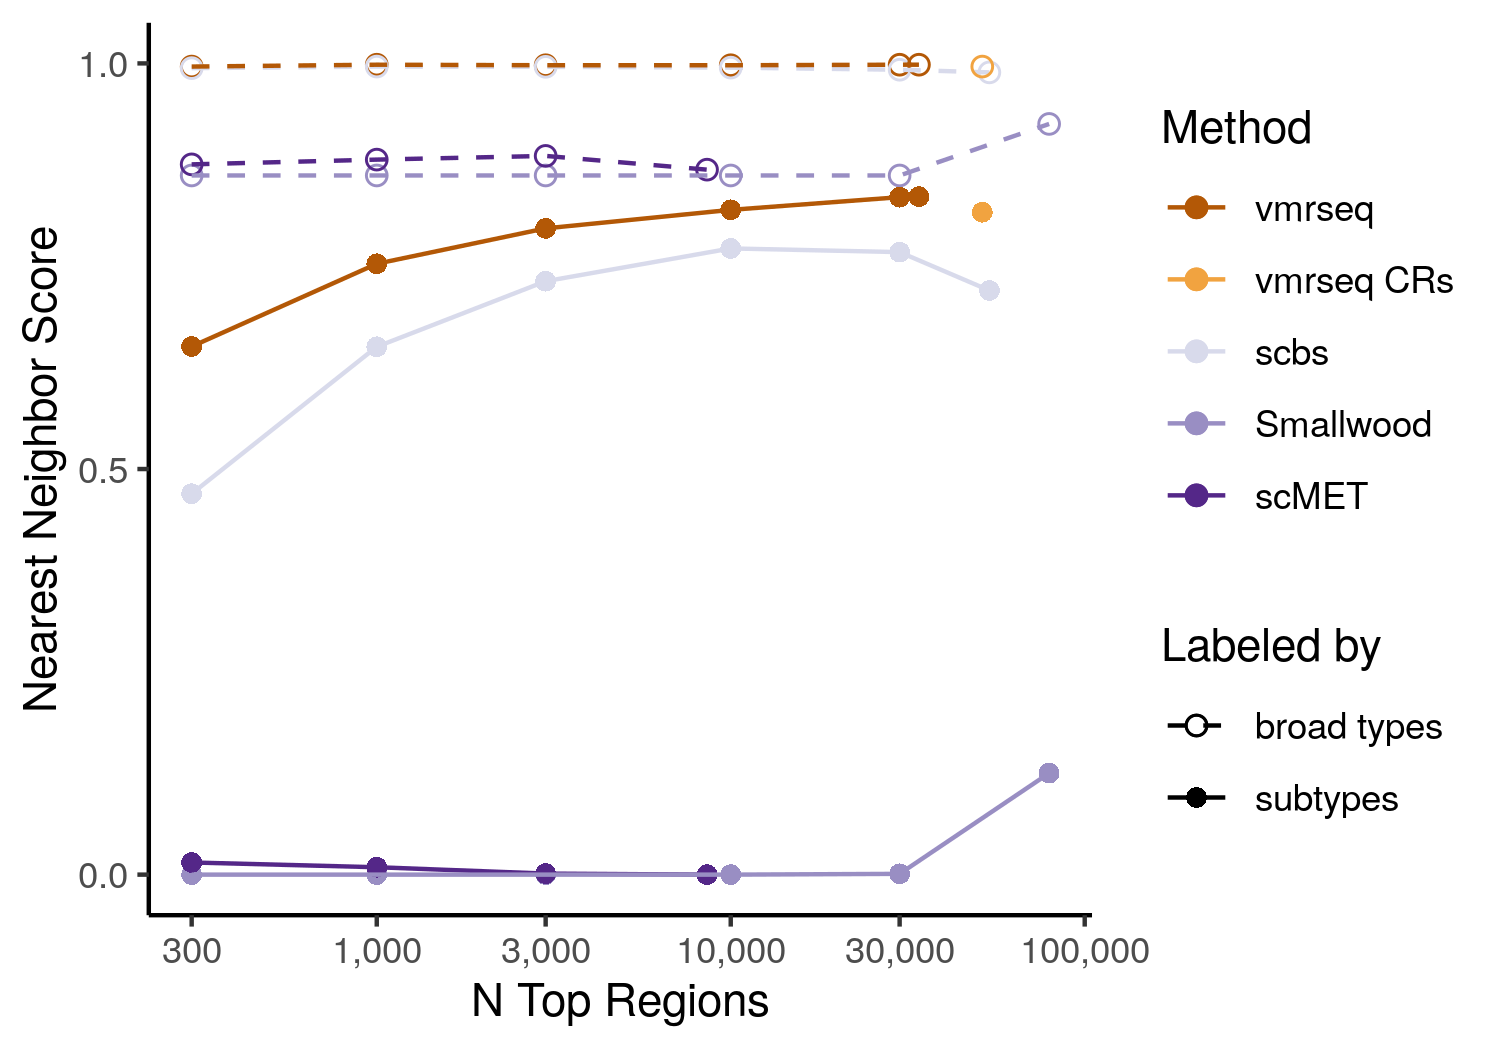 Nearest Neighbor Score
1.0
0.5
0.0
300
1,000
3,000
10,000
30,000
100,000
N Top Regions
Method
vmrseq
vmrseq CRs
scbs
Smallwood
scMET
Labeled by
broad types
subtypes